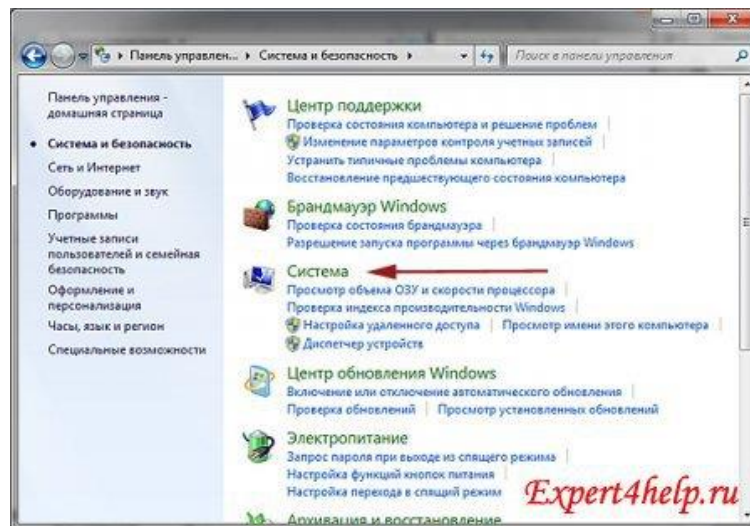 Панель управлен... Система и безопасность
Поиск в панели управления
Панель управления -
домашняя страница
Система и безопасность
Сеть и Интернет
Оборудование и звук
Программы
Учетные записи
пользователей и семейная
безопасность
Оформление и
персонализация
Часы, язык и регион
Специальные возможности
Центр поддержки
Проверка состояния компьютера и решение проблем
Изменение параметров контроля учетных записей
Устранить типичные проблемы компьютера
Восстановление предшествующего состояния компьютера
Брандмауэр Windows
Проверка состояния брандмауэра
Разрешение запуска программы через брандмауэр Windows
Система
Просмотр объема ОЗУ и скорости процессора
Проверка индекса производительности Windows
Настройка удаленного доступа Просмотр имени этого компьютера
Диспетчер устройств
Центр обновления Windows
Включение или отключение автоматического обновления
Проверка обновлений Просмотр установленных обновлений
Электропитание
Запрос пароля при выходе из спящего режима
Настройка функций кнопок питания
Настройка перехода в спящий режим
Expert4help.ru
Архивация и восстановление